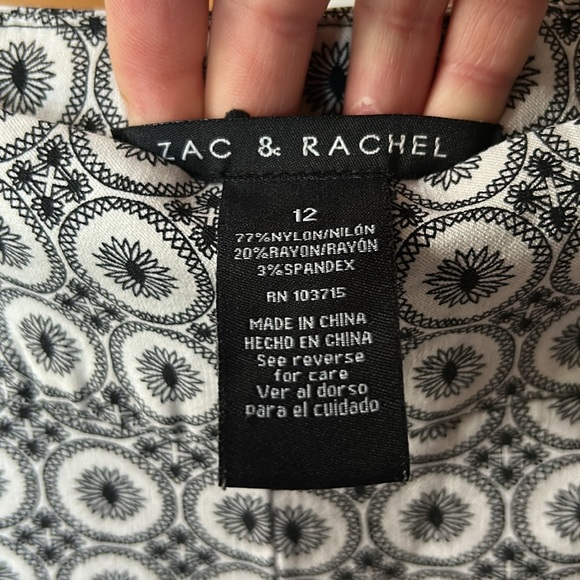 ZAC & RACHEL
12
77%NYLON/NILÓN
20%RAYON/RAYÓN
3%SPANDEX
RN 103715
MADE IN CHINA
HECHO EN CHINA
See reverse
for care
Ver al dorso
para el cuidado